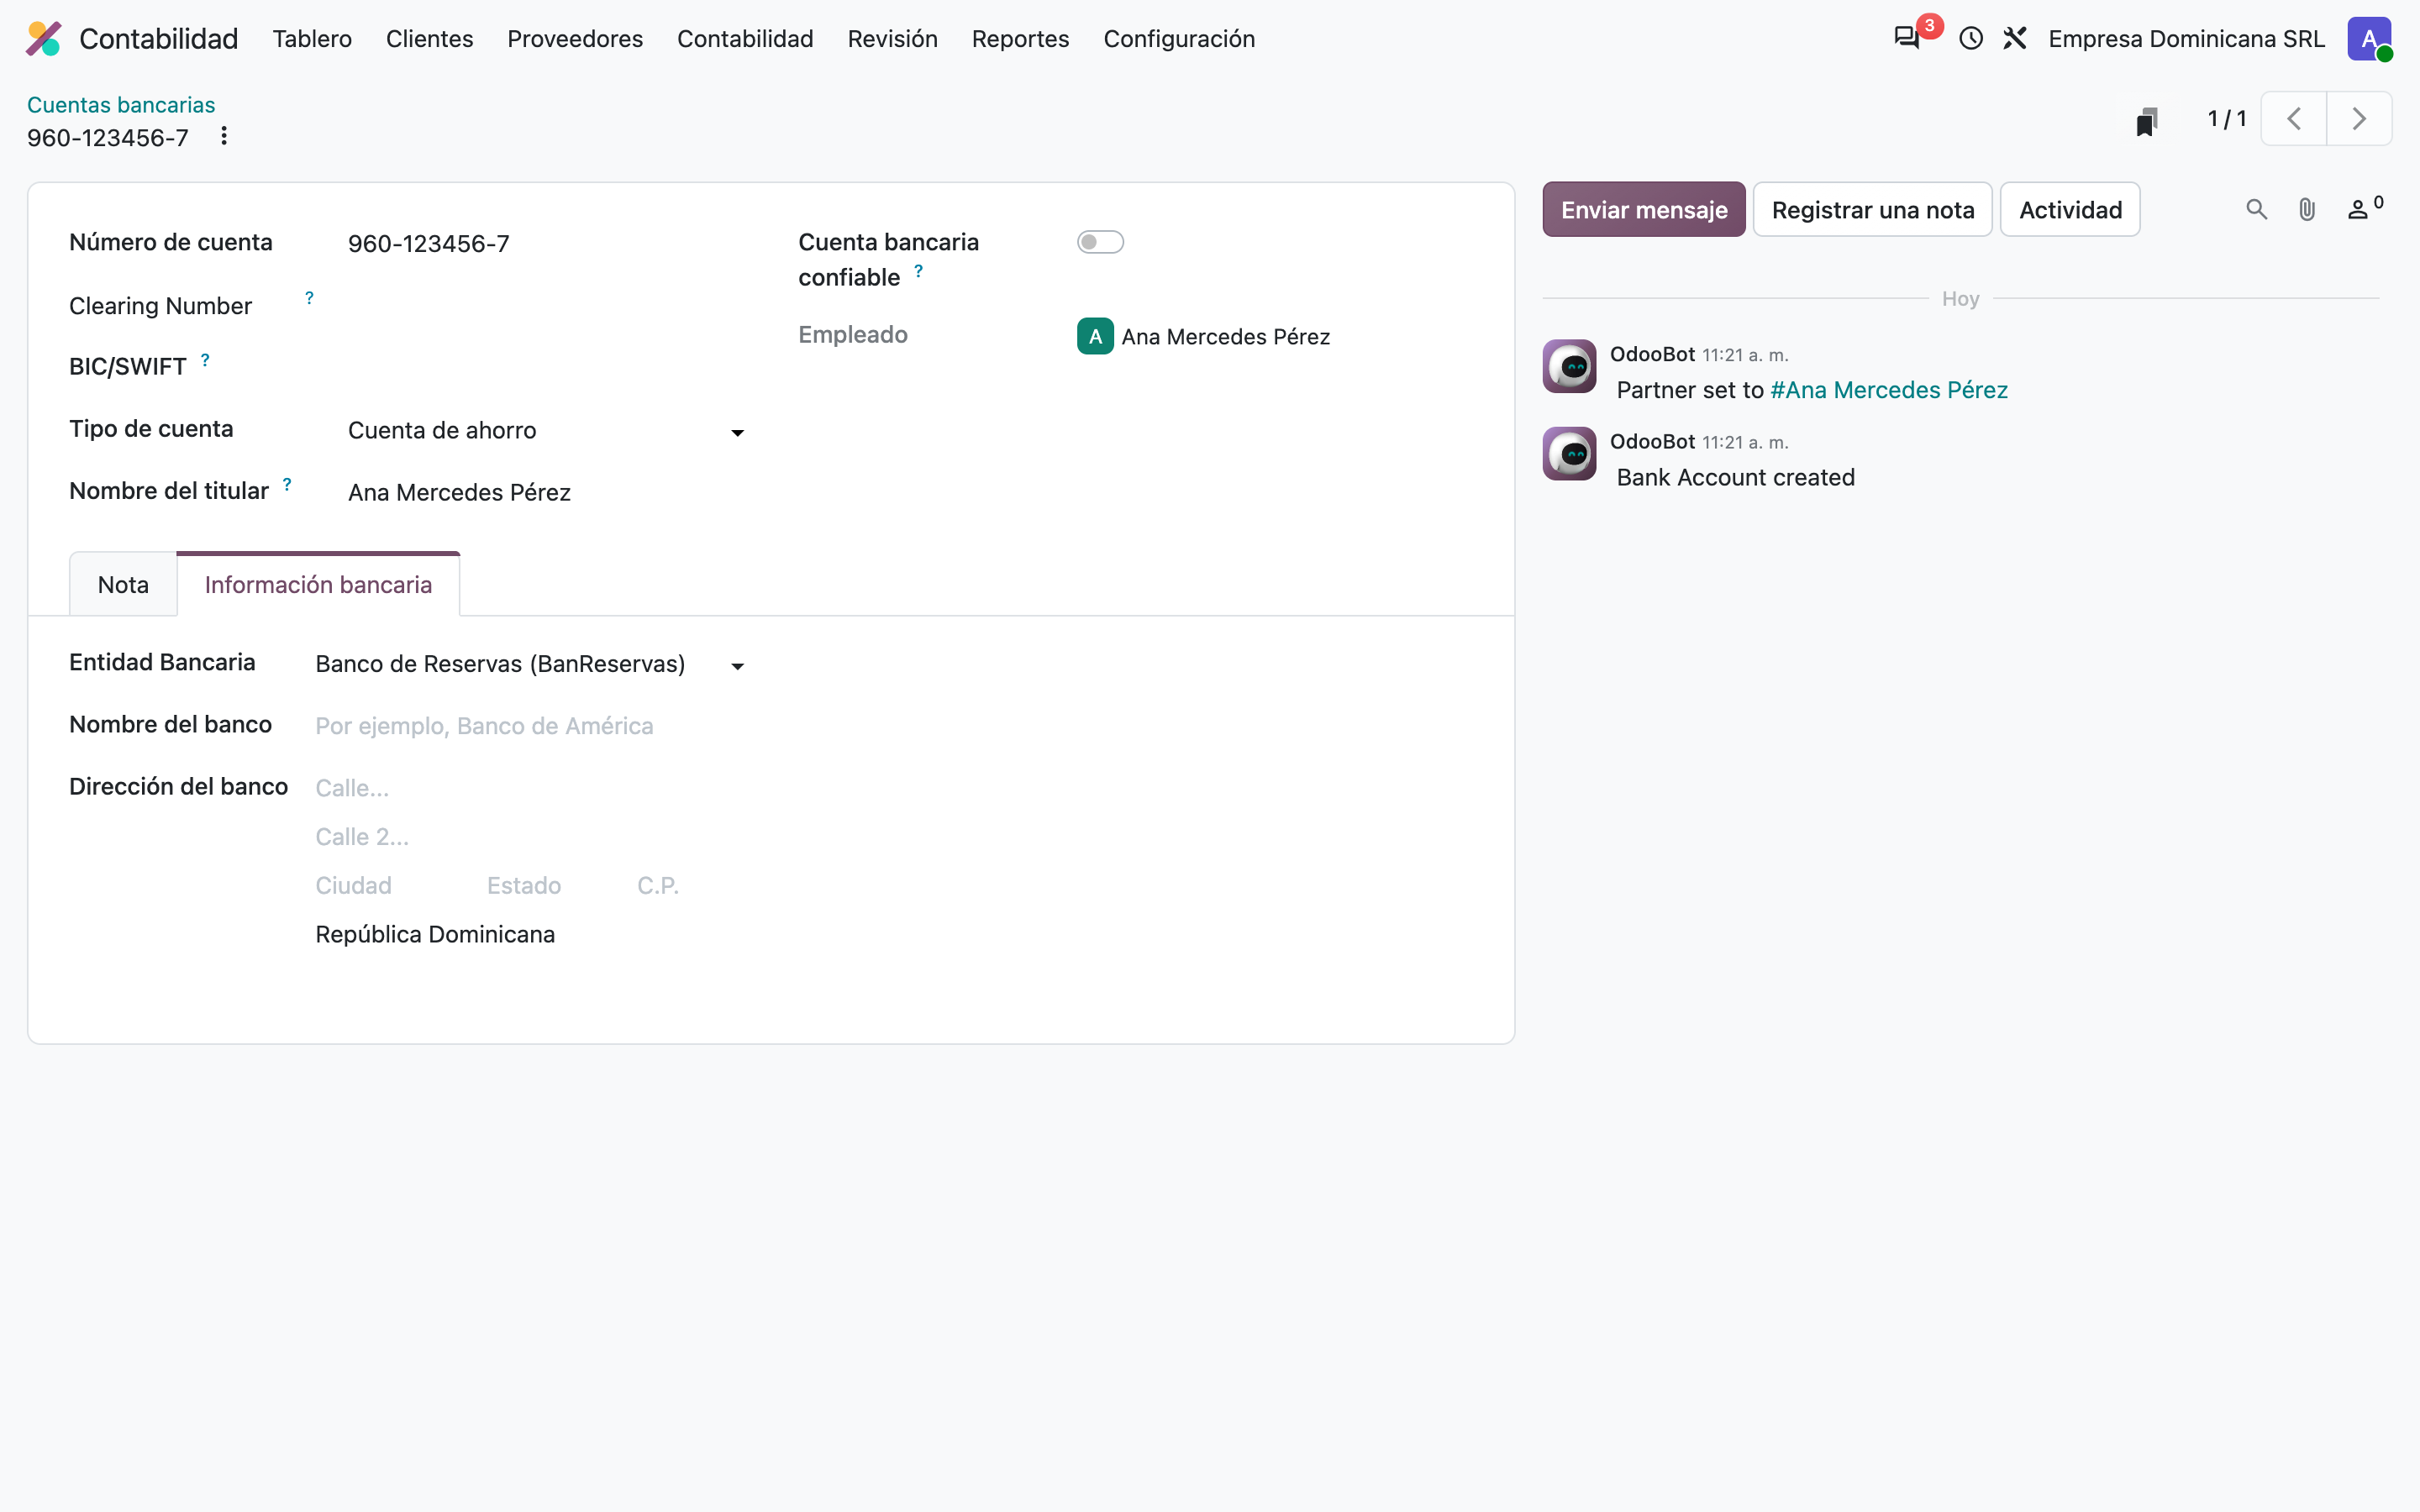 Contabilidad Tablero Clientes Proveedores Contabilidad Revisión Reportes Configuración 3 Empresa Dominicana SRL A
Cuentas bancarias
960-123456-7
1 / 1
Número de cuenta 960-123456-7
Clearing Number ?
BIC/SWIFT ?
Tipo de cuenta Cuenta de ahorro
Nombre del titular ? Ana Mercedes Pérez
Cuenta bancaria
confiable ?
Empleado A Ana Mercedes Pérez
Nota Información bancaria
Entidad Bancaria Banco de Reservas (BanReservas)
Nombre del banco Por ejemplo, Banco de América
Dirección del banco Calle...
Calle 2...
Ciudad Estado C.P.
República Dominicana
Enviar mensaje Registrar una nota Actividad 0
Hoy
OdooBot 11:21 a. m.
Partner set to #Ana Mercedes Pérez
OdooBot 11:21 a. m.
Bank Account created